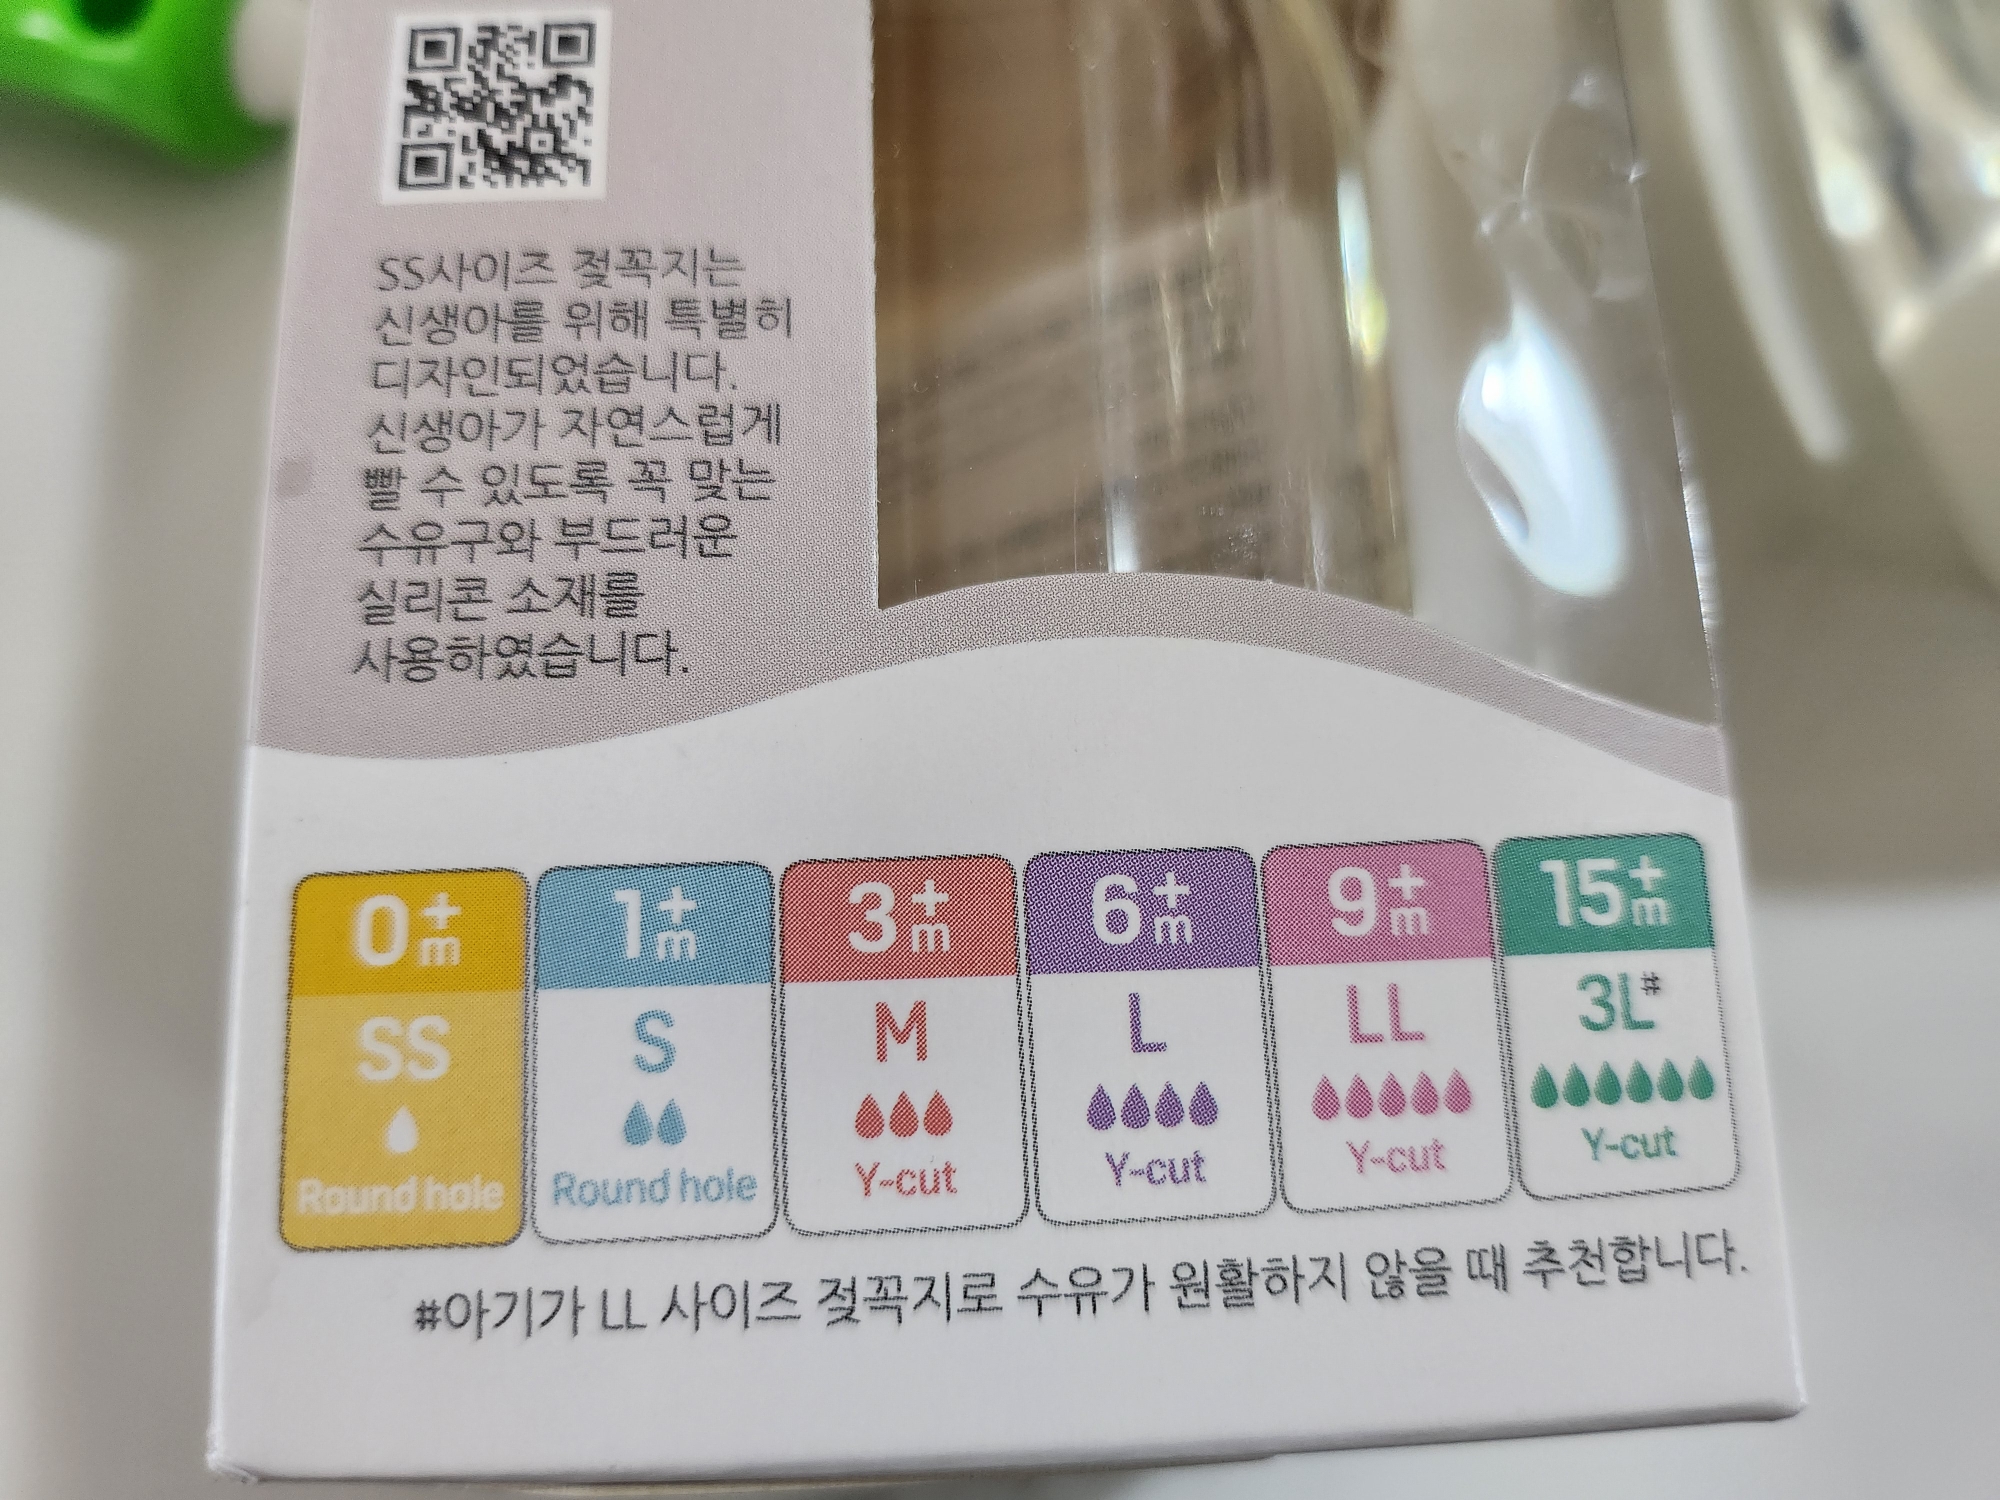 SS사이즈 젖꼭지는
신생아를 위해 특별히
디자인되었습니다.
신생아가 자연스럽게
빨 수 있도록 꼭 맞는
수유구와 부드러운
실리콘 소재를
사용하였습니다.
0+m 1+m 3+m 6+m 9+m 15+m
SS S M L LL 3L#
Round hole Round hole Y-cut Y-cut Y-cut Y-cut
#아기가 LL 사이즈 젖꼭지로 수유가 원활하지 않을 때 추천합니다.